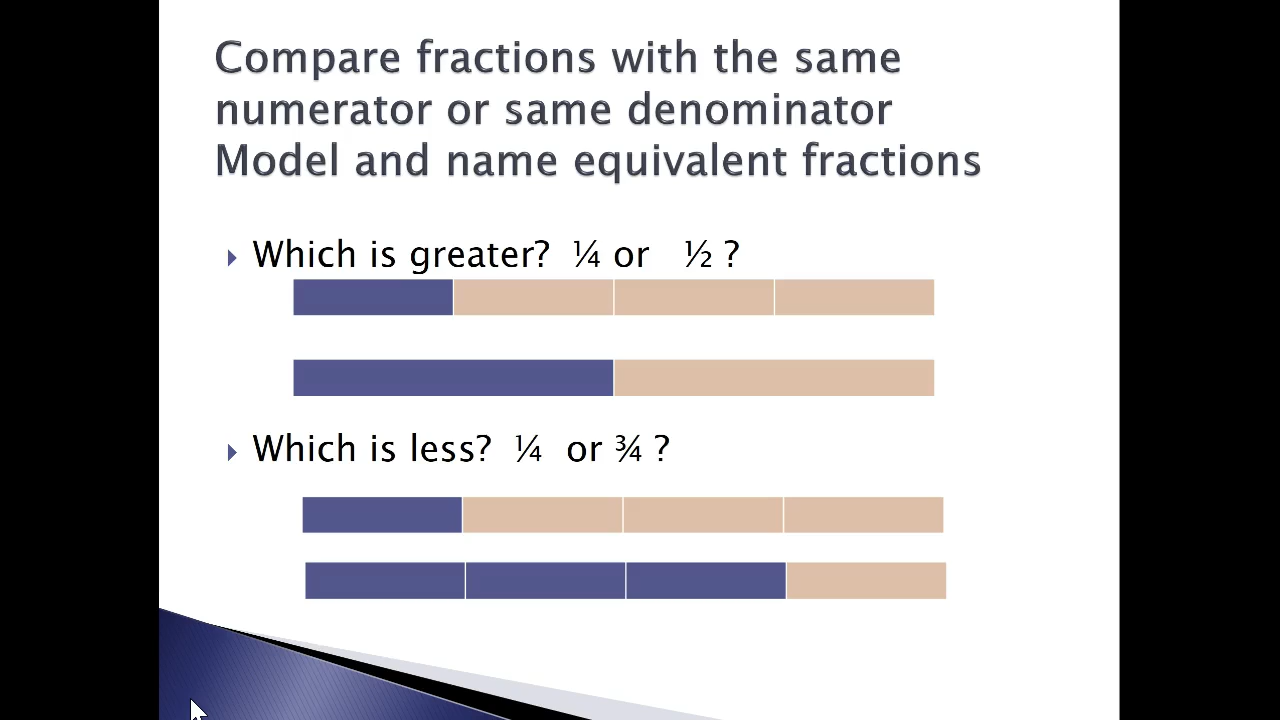 Compare fractions with the same
numerator or same denominator
Model and name equivalent fractions
Which is greater? ¼ or ½ ?
Which is less? ¼ or ¾ ?